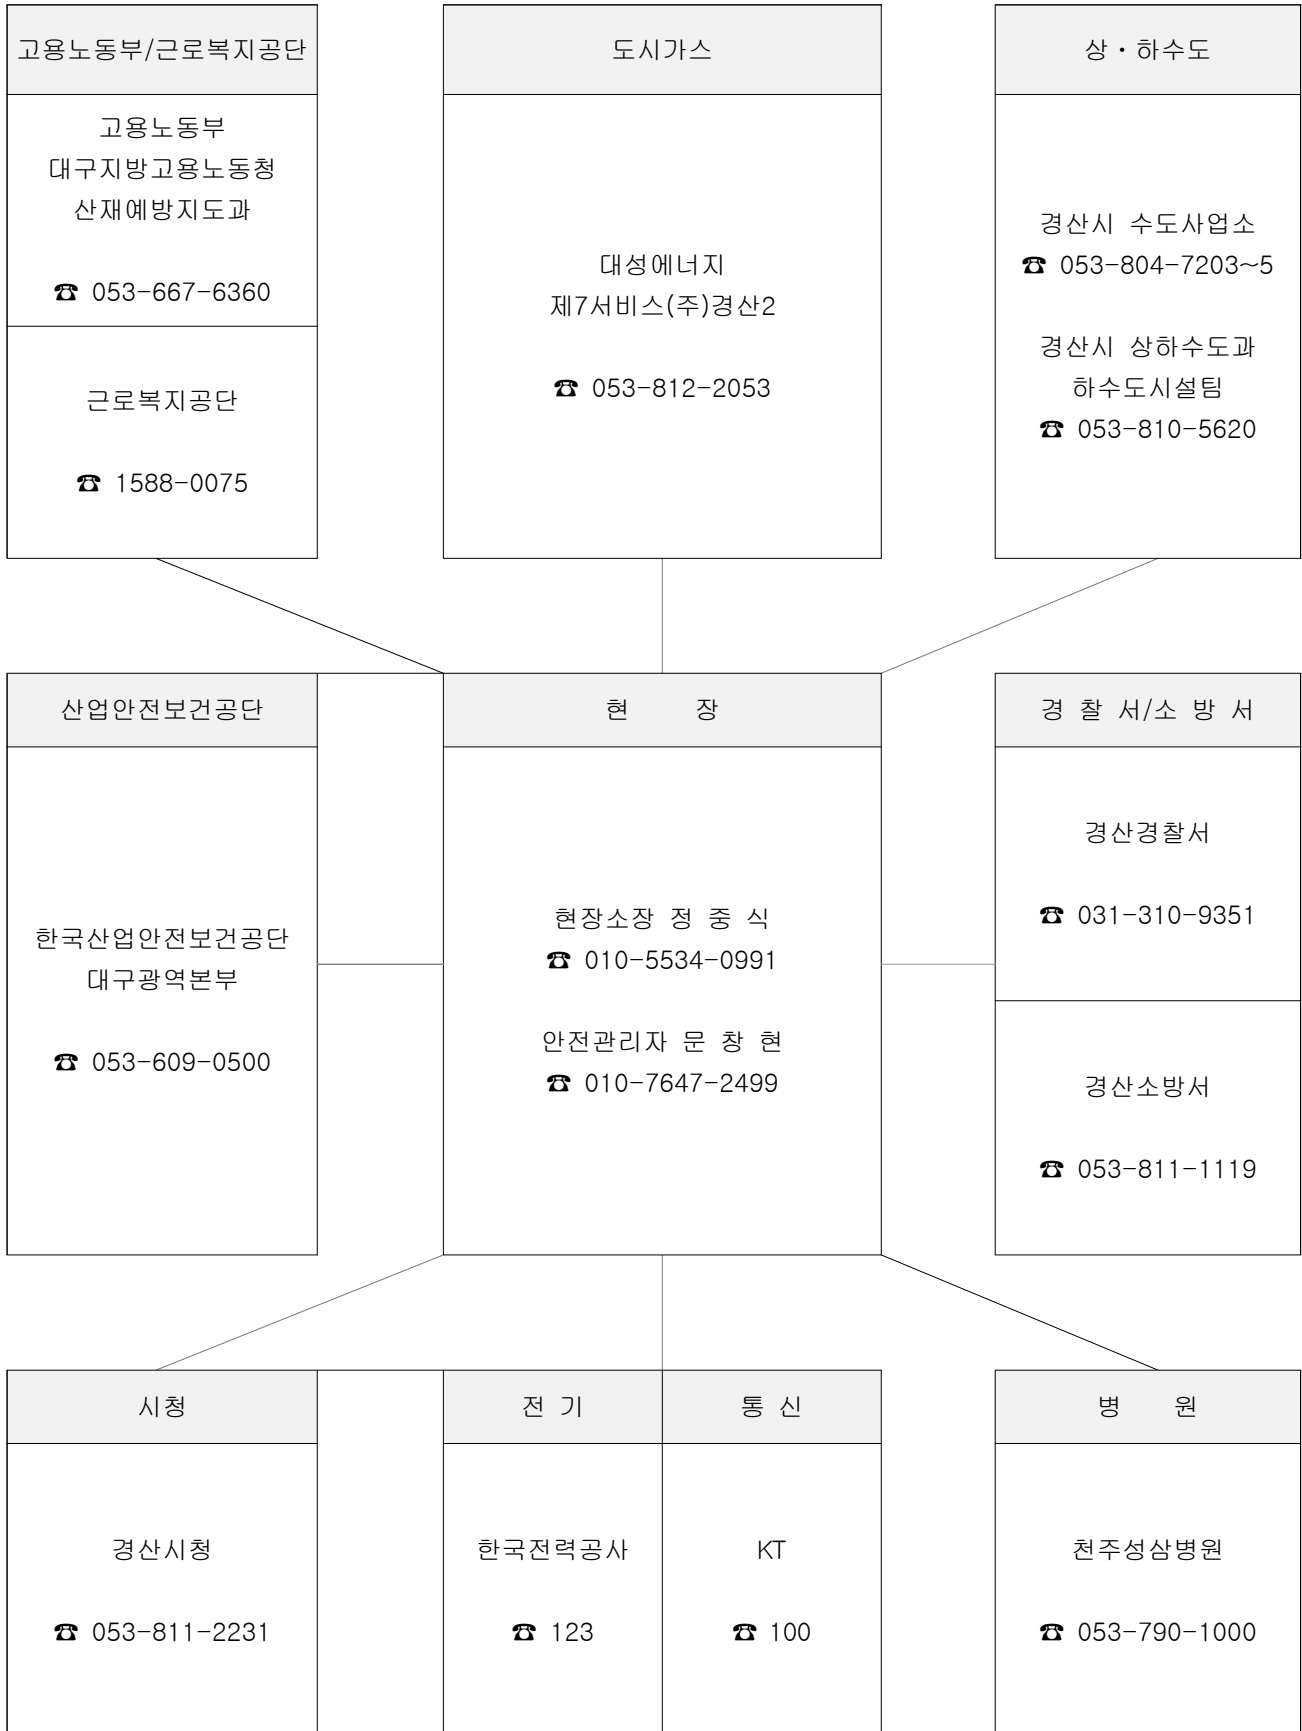 고용노동부/근로복지공단
고용노동부
대구지방고용노동청
산재예방지도과
☎ 053-667-6360
근로복지공단
☎ 1588-0075
도시가스
대성에너지
제7서비스(주)경산2
☎ 053-812-2053
상・하수도
경산시 수도사업소
☎ 053-804-7203~5
경산시 상하수도과
하수도시설팀
☎ 053-810-5620
산업안전보건공단
한국산업안전보건공단
대구광역본부
☎ 053-609-0500
현 장
현장소장 정 중 식
☎ 010-5534-0991
안전관리자 문 창 현
☎ 010-7647-2499
경 찰 서/소 방 서
경산경찰서
☎ 031-310-9351
경산소방서
☎ 053-811-1119
시청
경산시청
☎ 053-811-2231
전 기
한국전력공사
☎ 123
통 신
KT
☎ 100
병 원
천주성삼병원
☎ 053-790-1000